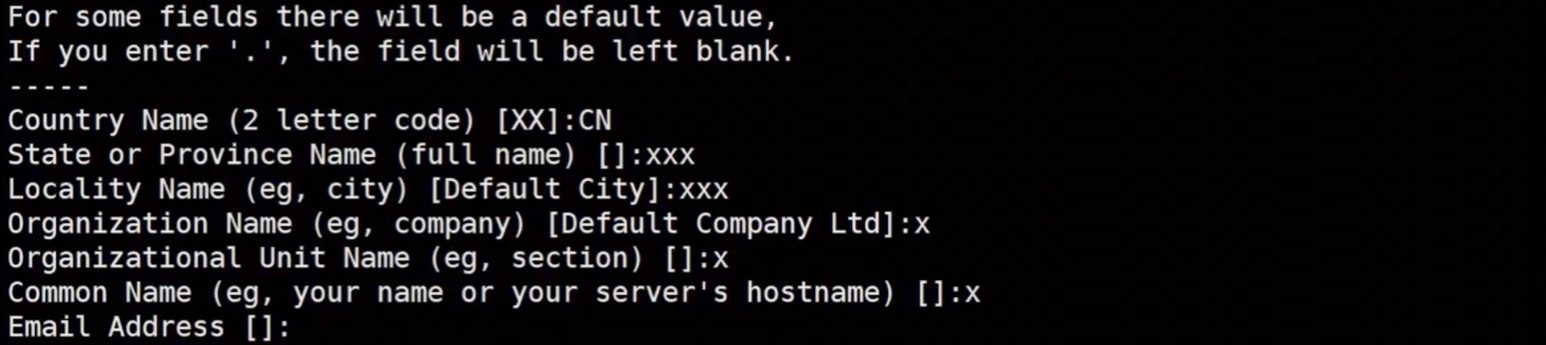 For some fields there will be a default value,
If you enter '.', the field will be left blank.
-----
Country Name (2 letter code) [XX]:CN
State or Province Name (full name) []:xxx
Locality Name (eg, city) [Default City]:xxx
Organization Name (eg, company) [Default Company Ltd]:x
Organizational Unit Name (eg, section) []:x
Common Name (eg, your name or your server's hostname) []:x
Email Address []: